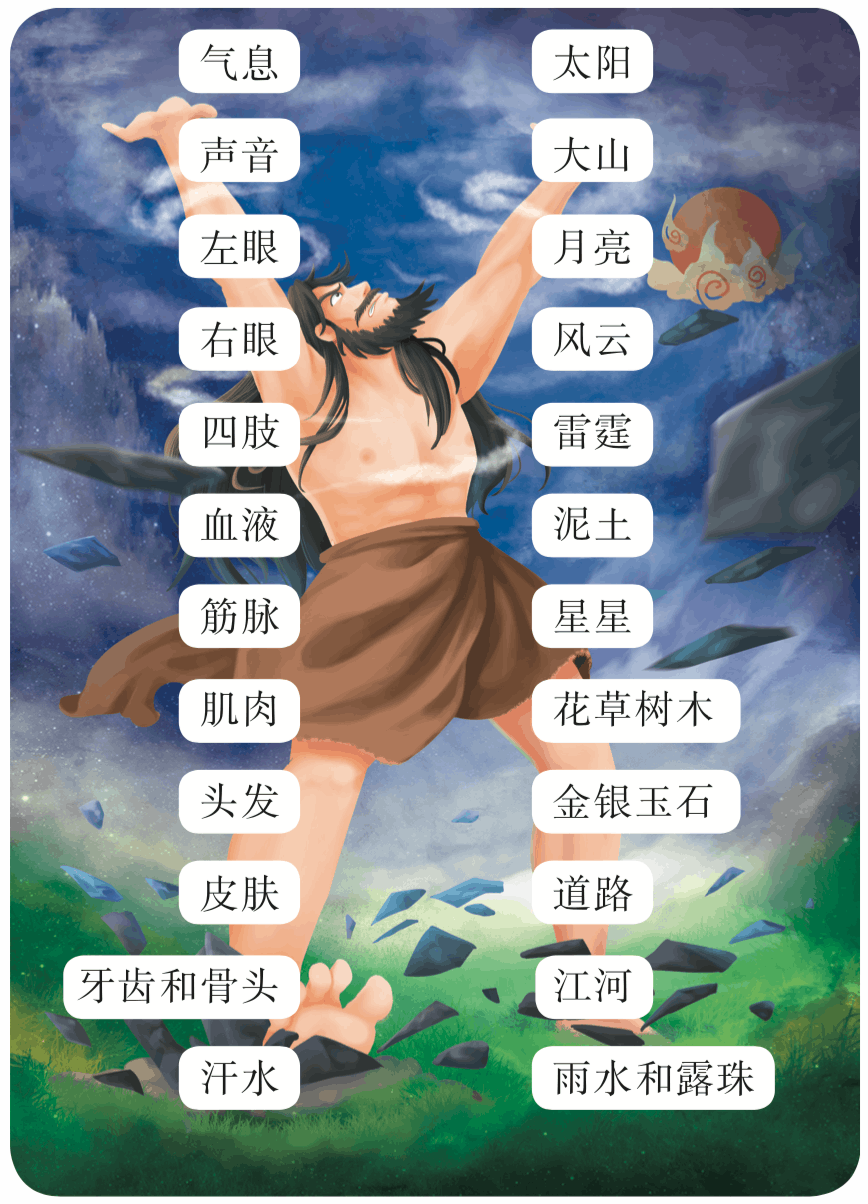 气息
太阳
声音
大山
左眼
月亮
右眼
风云
四肢
雷霆
血液
泥土
筋脉
星星
肌肉
花草树木
头发
金银玉石
皮肤
道路
牙齿和骨头
江河
汗水
雨水和露珠